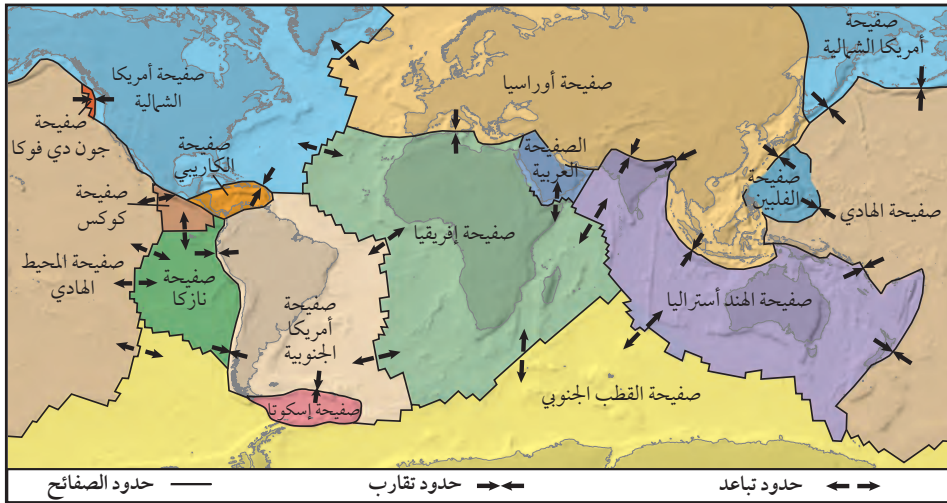 صفيحة
أمريكا الشمالية
صفيحة أوراسيا
صفيحة أمريكا
الشمالية
صفيحة
جون دي فوكا
صفيحة
الكاريبي
الصفيحة
العربية
صفيحة
الفلبين
صفيحة الهادي
صفيحة
كوكس
صفيحة إفريقيا
صفيحة المحيط
الهادي
صفيحة
نازكا
صفيحة
أمريكا
الجنوبية
صفيحة الهند أستراليا
صفيحة القطب الجنوبي
صفيحة إسكوتا
حدود تباعد
حدود تقارب
حدود الصفائح